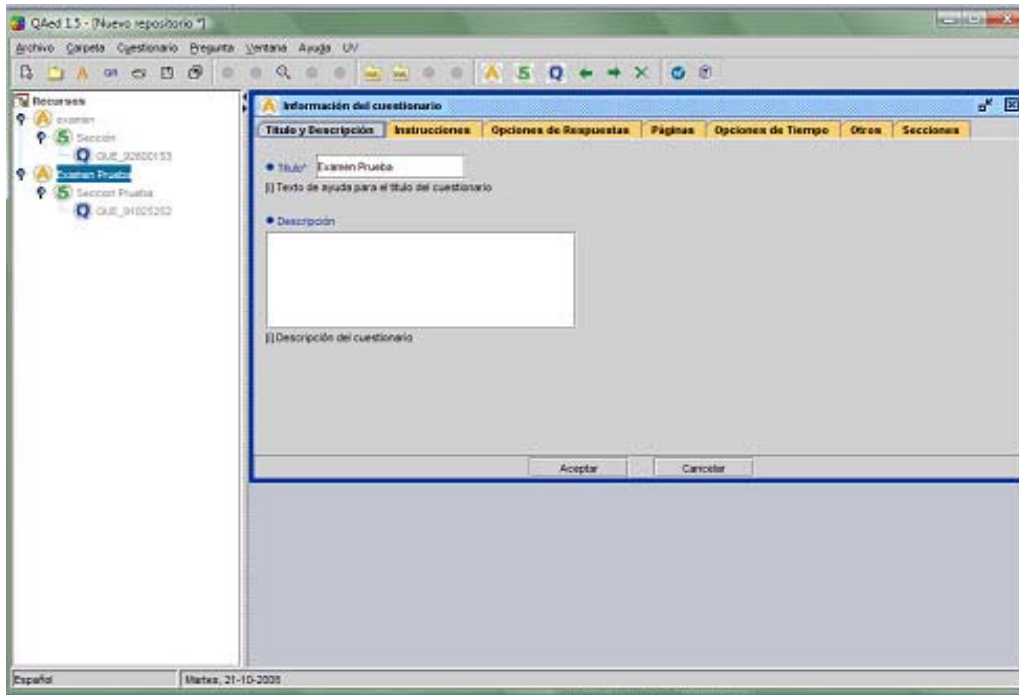 QAed 1.5 - [Nuevo repositorio *]
Archivo Carpeta Cuestionario Pregunta Ventana Ayuda UV
Recursos
examen
Sección
QUE_92600153
Examen Prueba
Seccion Prueba
QUE_91025252
Información del cuestionario
Título y Descripción Instrucciones Opciones de Respuestas Páginas Opciones de Tiempo Otros Secciones
Título* Examen Prueba
[i] Texto de ayuda para el título del cuestionario
Descripción
[i] Descripción del cuestionario
Aceptar Cancelar
Español Martes, 21-10-2008